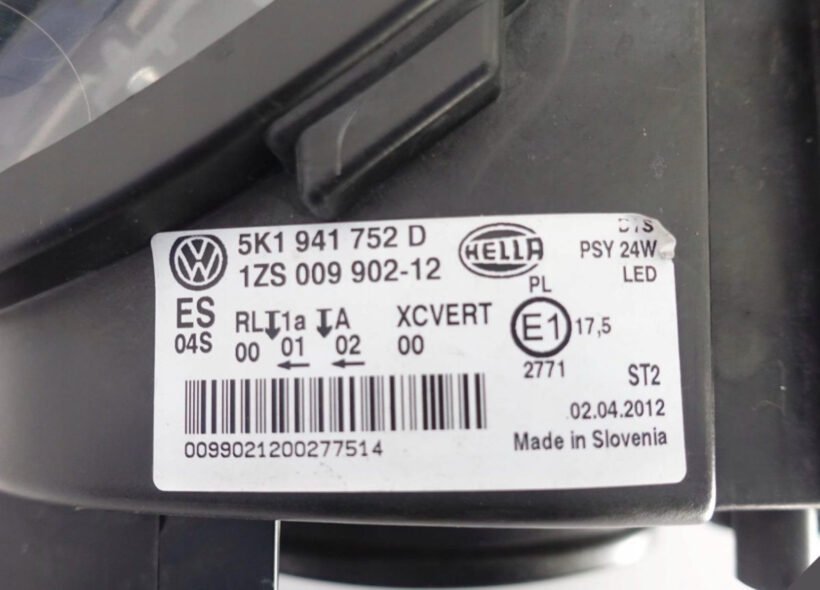 5K1 941 752 D
1ZS 009 902-12
HELLA
PSY 24W
LED
ES
04S
RL 1a A XCVERT
00 01 02 00
PL
E1 17,5
2771
ST2
02.04.2012
Made in Slovenia
0099021200277514